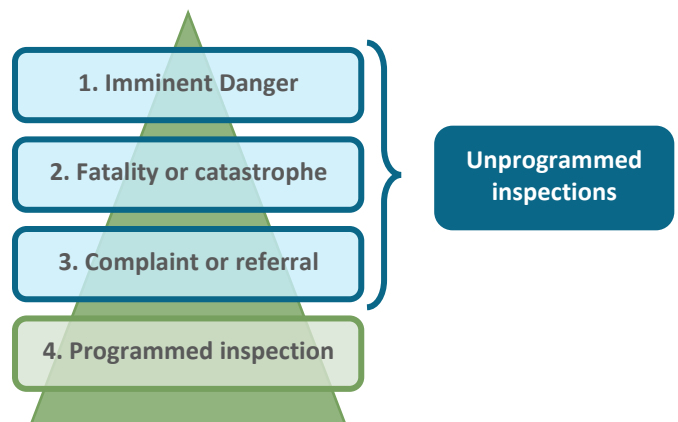 1. Imminent Danger
2. Fatality or catastrophe
3. Complaint or referral
4. Programmed inspection
Unprogrammed
inspections